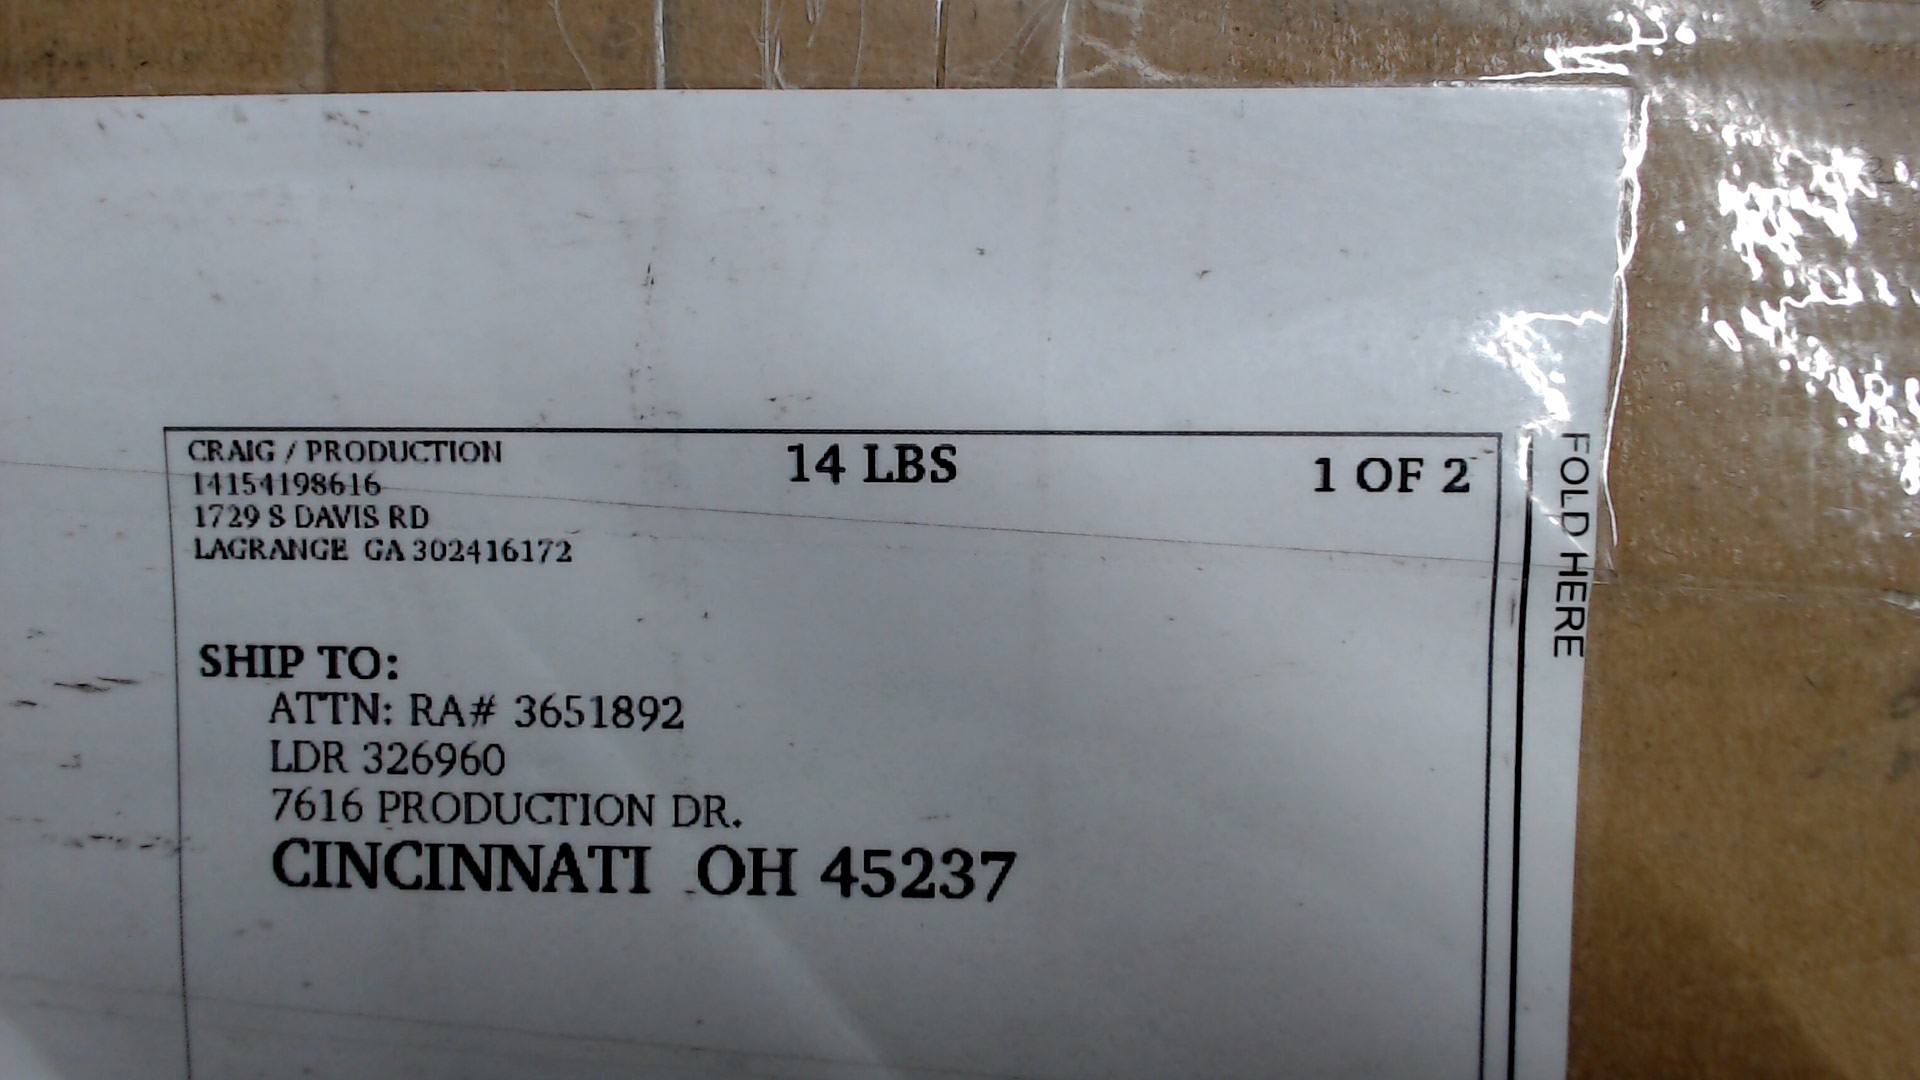 CRAIG / PRODUCTION
14154198616
1729 S DAVIS RD
LAGRANGE GA 302416172
14 LBS
1 OF 2
SHIP TO:
ATTN: RA# 3651892
LDR 326960
7616 PRODUCTION DR.
CINCINNATI OH 45237
FOLD HERE